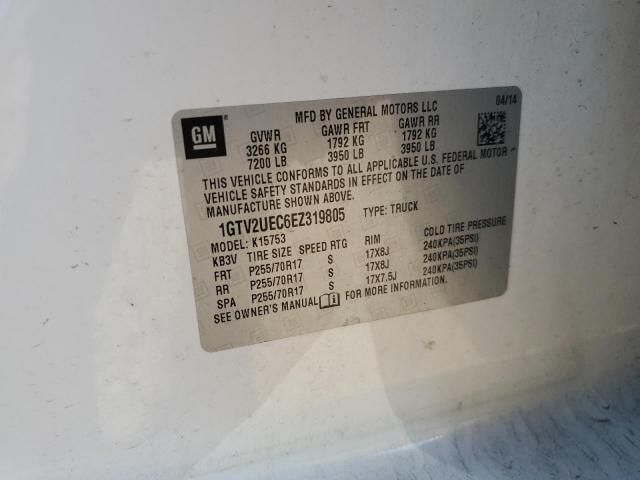 MFD BY GENERAL MOTORS LLC 04/14
GM
GVWR GAWR FRT GAWR RR
3266 KG 1792 KG 1792 KG
7200 LB 3950 LB 3950 LB
THIS VEHICLE CONFORMS TO ALL APPLICABLE U.S. FEDERAL MOTOR
VEHICLE SAFETY STANDARDS IN EFFECT ON THE DATE OF
MANUFACTURE SHOWN ABOVE.
1GTV2UEC6EZ319805 TYPE: TRUCK
MODEL: K15753
KB3V TIRE SIZE SPEED RTG RIM COLD TIRE PRESSURE
FRT P255/70R17 S 17X8J 240KPA(35PSI)
RR P255/70R17 S 17X8J 240KPA(35PSI)
SPA P255/70R17 S 17X7.5J 240KPA(35PSI)
SEE OWNER'S MANUAL FOR MORE INFORMATION.